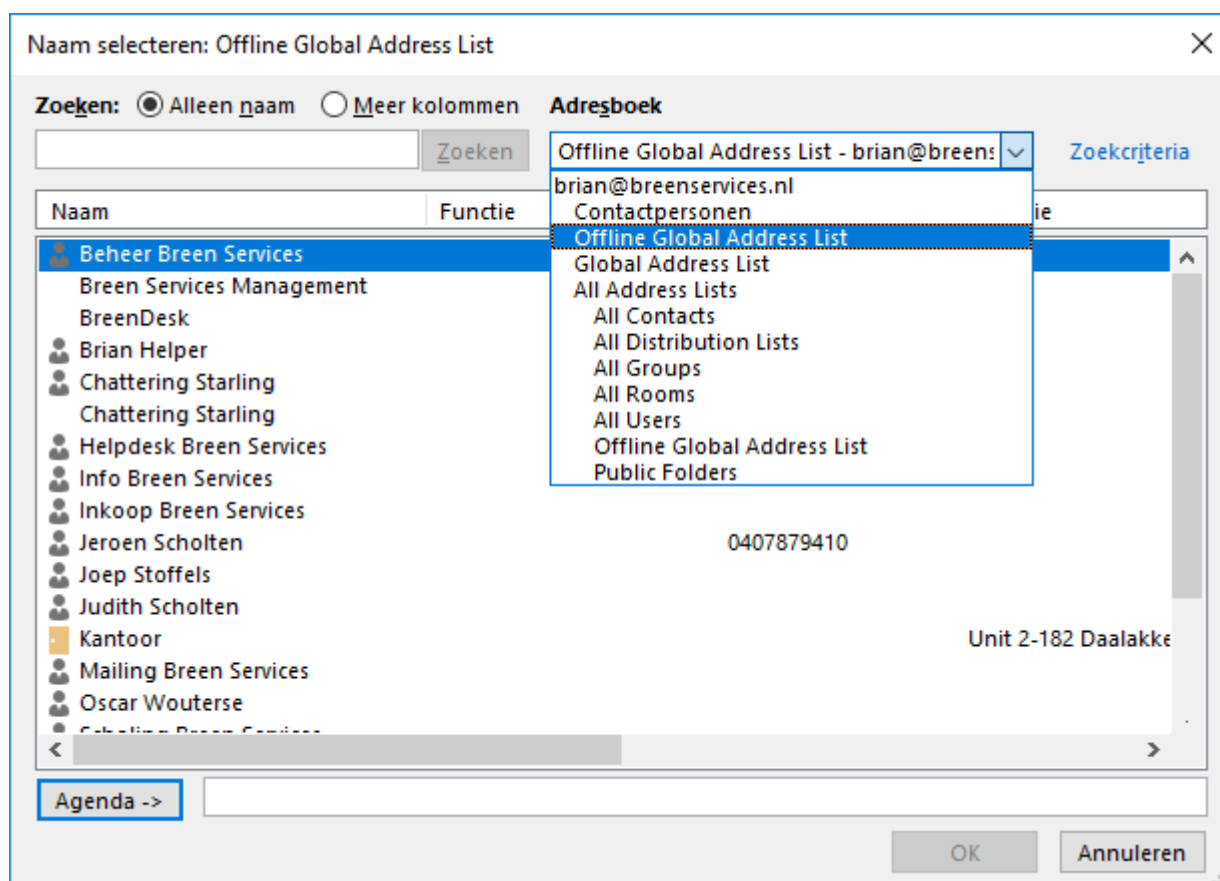 Naam selecteren: Offline Global Address List
Zoeken: Alleen naam Meer kolommen Adresboek
Zoeken Offline Global Address List - brian@breens Zoekcriteria
brian@breenservices.nl
Contactpersonen
Offline Global Address List
Global Address List
All Address Lists
All Contacts
All Distribution Lists
All Groups
All Rooms
All Users
Offline Global Address List
Public Folders
Naam Functie ie
Beheer Breen Services
Breen Services Management
BreenDesk
Brian Helper
Chattering Starling
Chattering Starling
Helpdesk Breen Services
Info Breen Services
Inkoop Breen Services
Jeroen Scholten 0407879410
Joep Stoffels
Judith Scholten
Kantoor Unit 2-182 Daalakke
Mailing Breen Services
Oscar Wouterse
Agenda ->
OK Annuleren